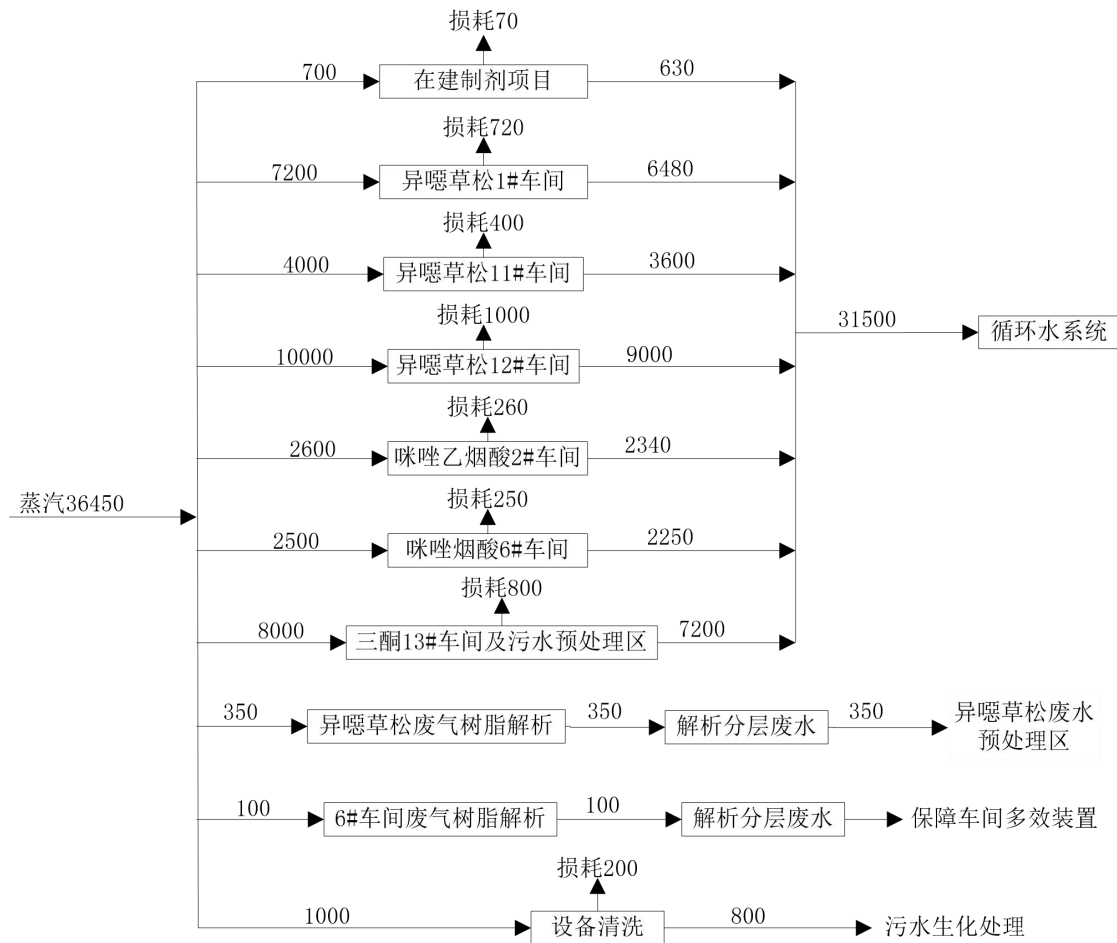 损耗70
700
在建制剂项目
630
损耗720
7200
异噁草松1#车间
6480
损耗400
4000
异噁草松11#车间
3600
31500
循环水系统
损耗1000
10000
异噁草松12#车间
9000
损耗260
2600
咪唑乙烟酸2#车间
2340
蒸汽36450
损耗250
2500
咪唑烟酸6#车间
2250
损耗800
8000
三酮13#车间及污水预处理区
7200
350
异噁草松废气树脂解析
350
解析分层废水
350
异噁草松废水
预处理区
100
6#车间废气树脂解析
100
解析分层废水
保障车间多效装置
损耗200
1000
设备清洗
800
污水生化处理